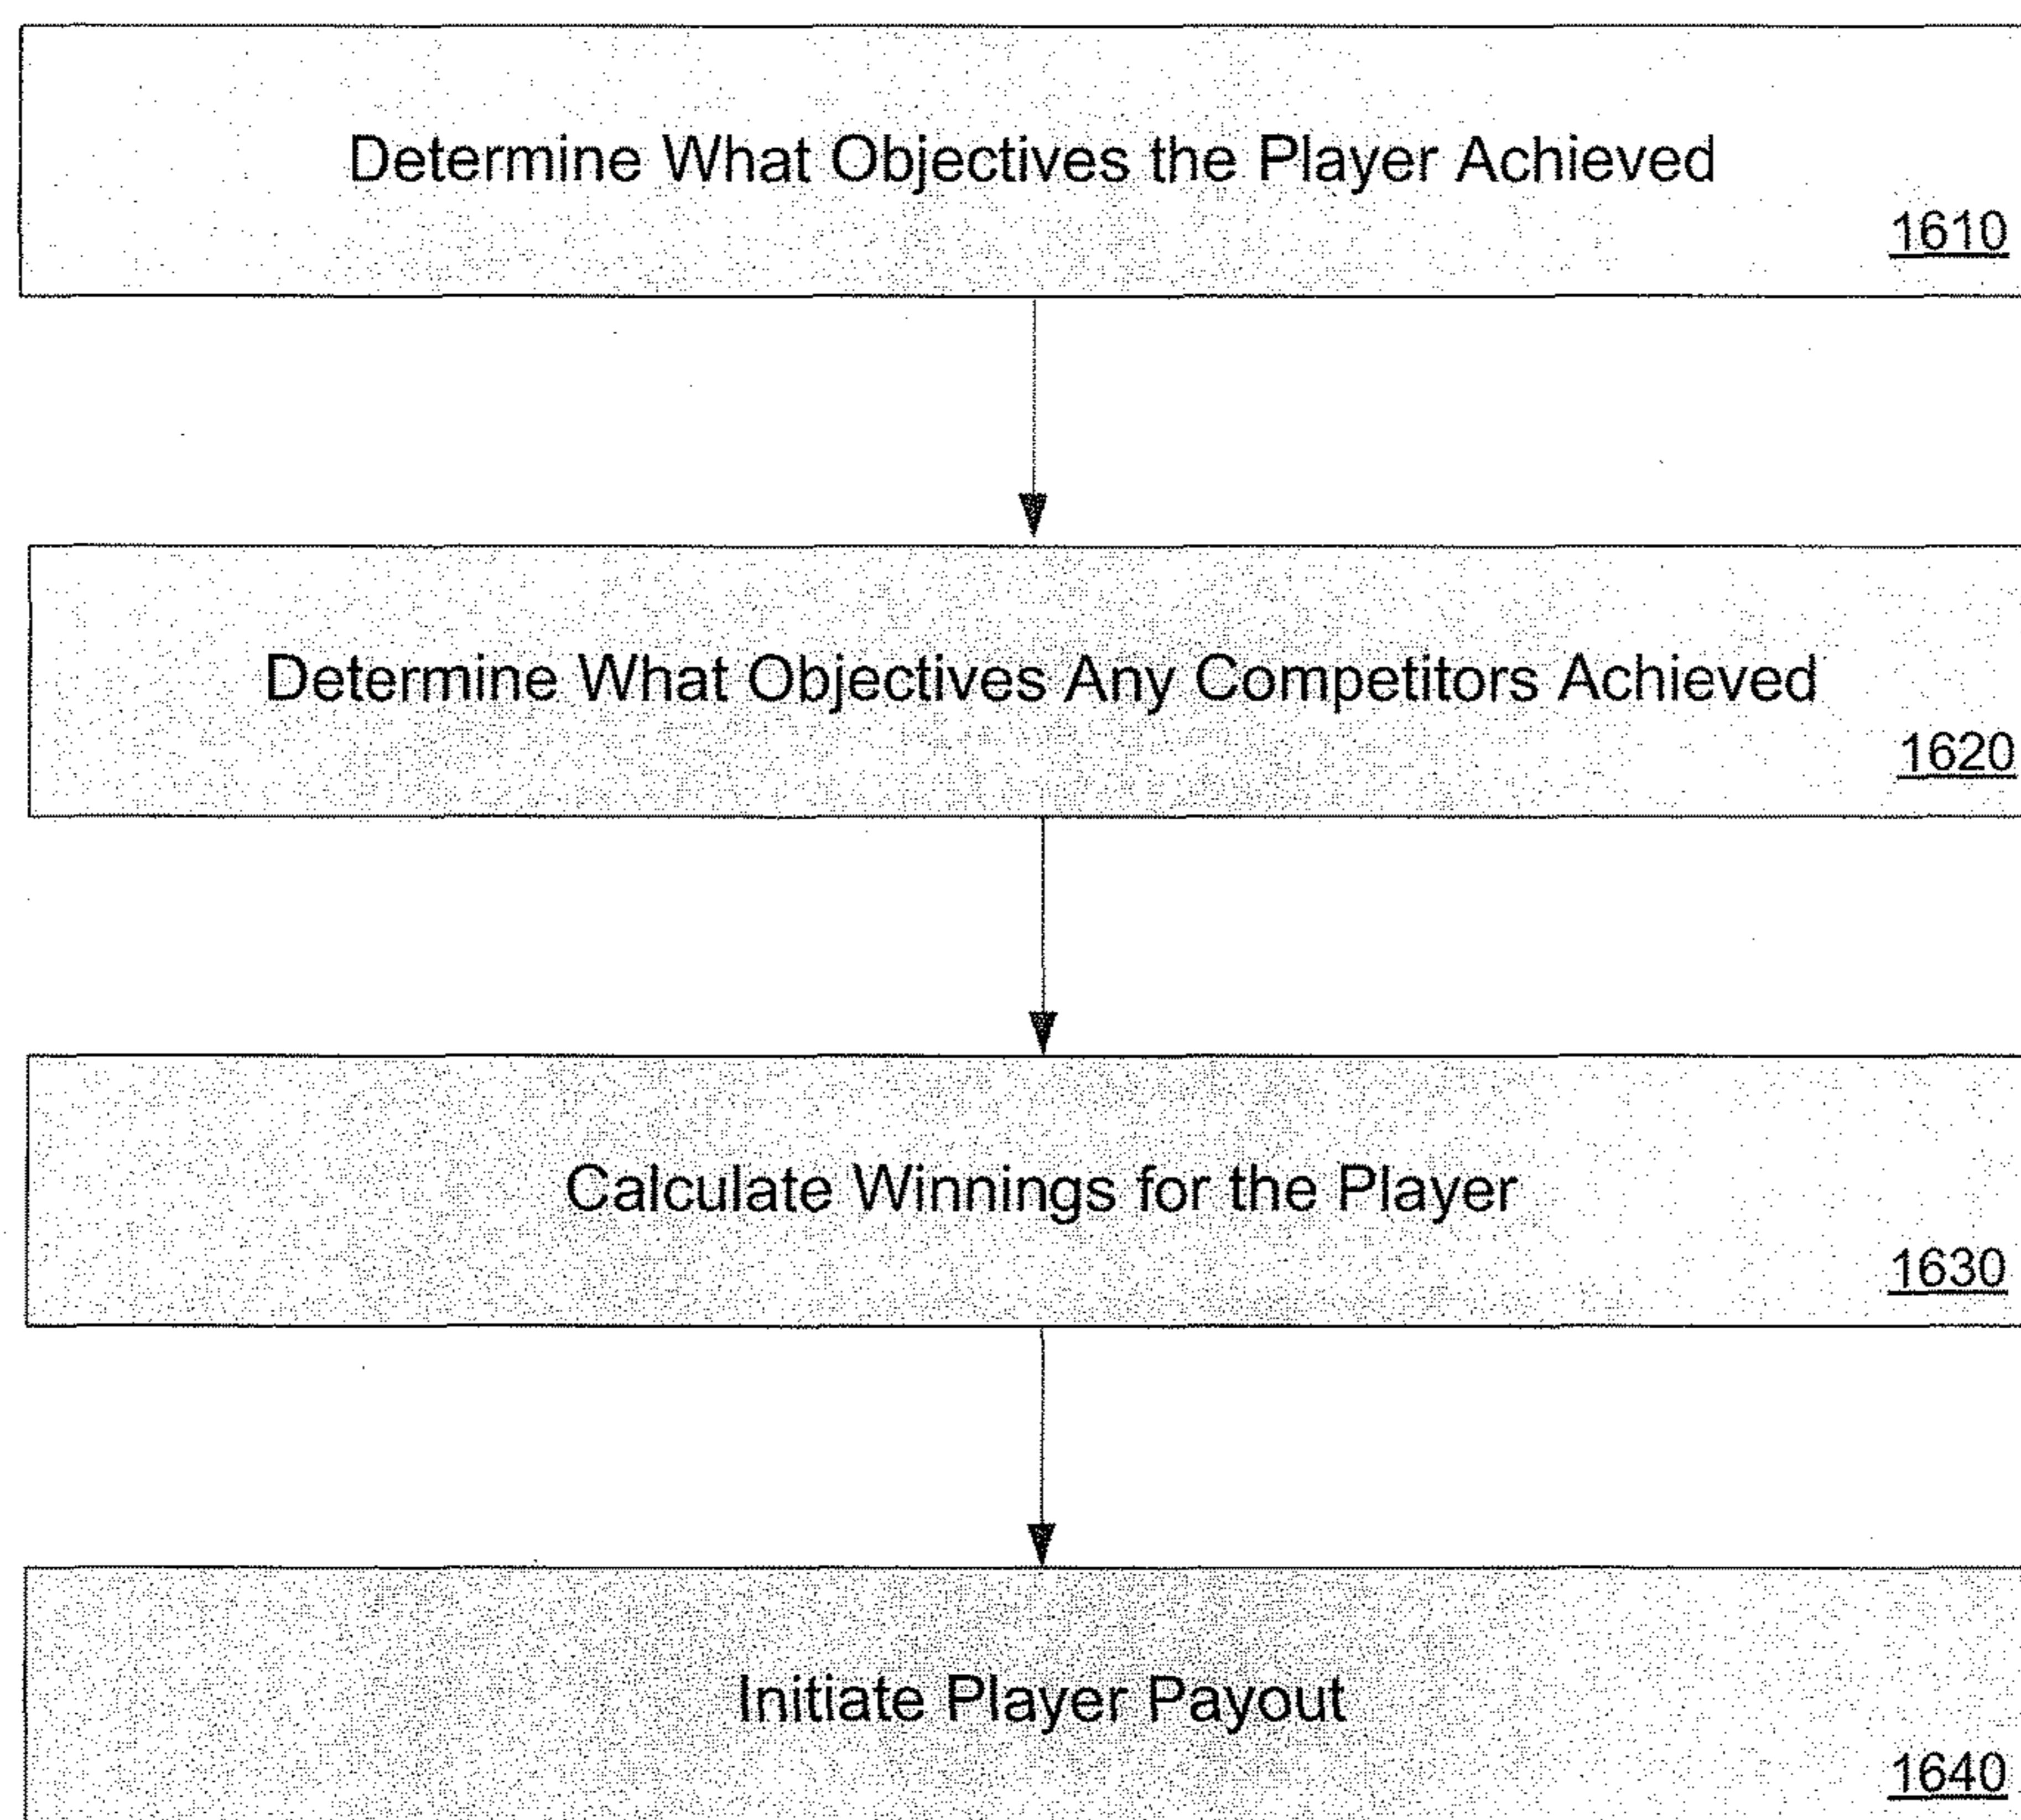 Determine What Objectives the Player Achieved
1610
Determine What Objectives Any Competitors Achieved
1620
Calculate Winnings for the Player
1630
Initiate Player Payout
1640